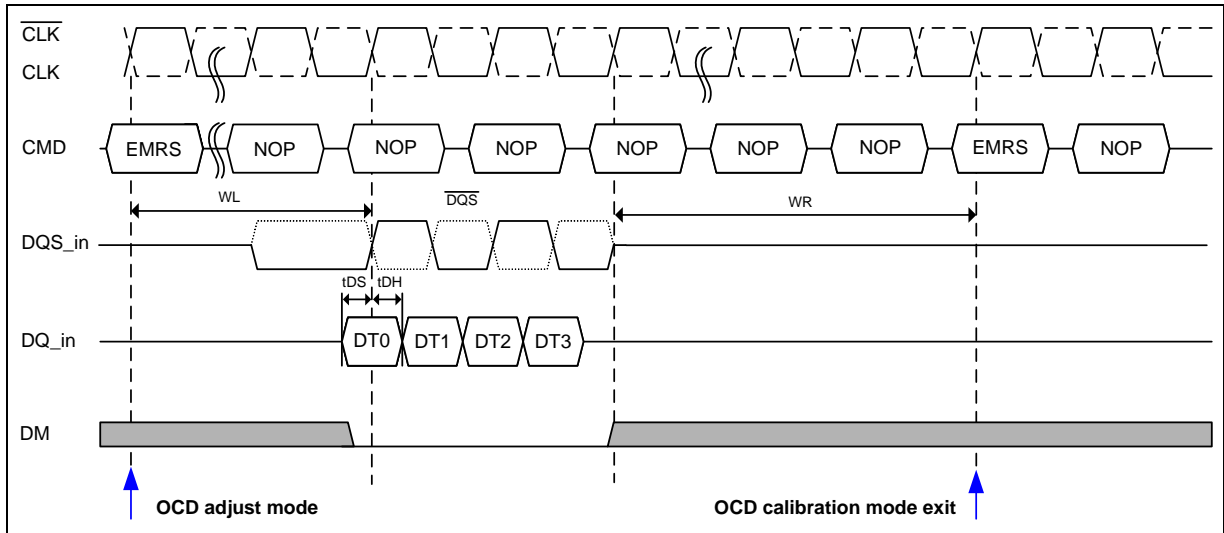 CLK
CLK
CMD EMRS NOP NOP NOP NOP NOP NOP EMRS NOP
WL DQS WR
DQS_in
tDS tDH
DQ_in DT0 DT1 DT2 DT3
DM
OCD adjust mode OCD calibration mode exit